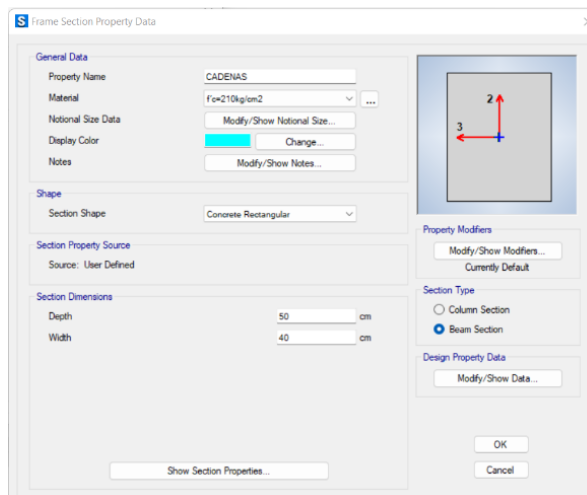 S Frame Section Property Data
General Data
Property Name CADENAS
Material f'c=210kg/cm2 ...
Notional Size Data Modify/Show Notional Size...
Display Color Change...
Notes Modify/Show Notes...
Shape
Section Shape Concrete Rectangular
Section Property Source
Source: User Defined
Section Dimensions
Depth 50 cm
Width 40 cm
Show Section Properties...
2
3
Property Modifiers
Modify/Show Modifiers...
Currently Default
Section Type
Column Section
Beam Section
Design Property Data
Modify/Show Data...
OK
Cancel